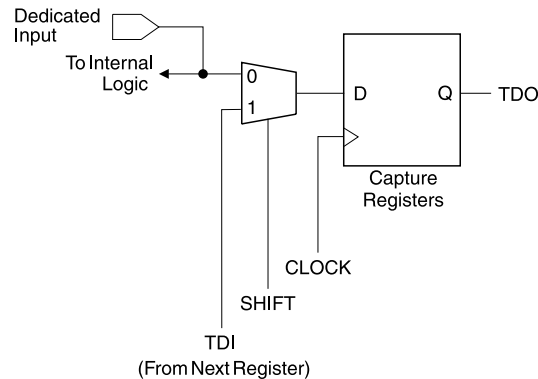 Dedicated
Input
To Internal
Logic
0
1
D
Q
TDO
Capture
Registers
CLOCK
SHIFT
TDI
(From Next Register)